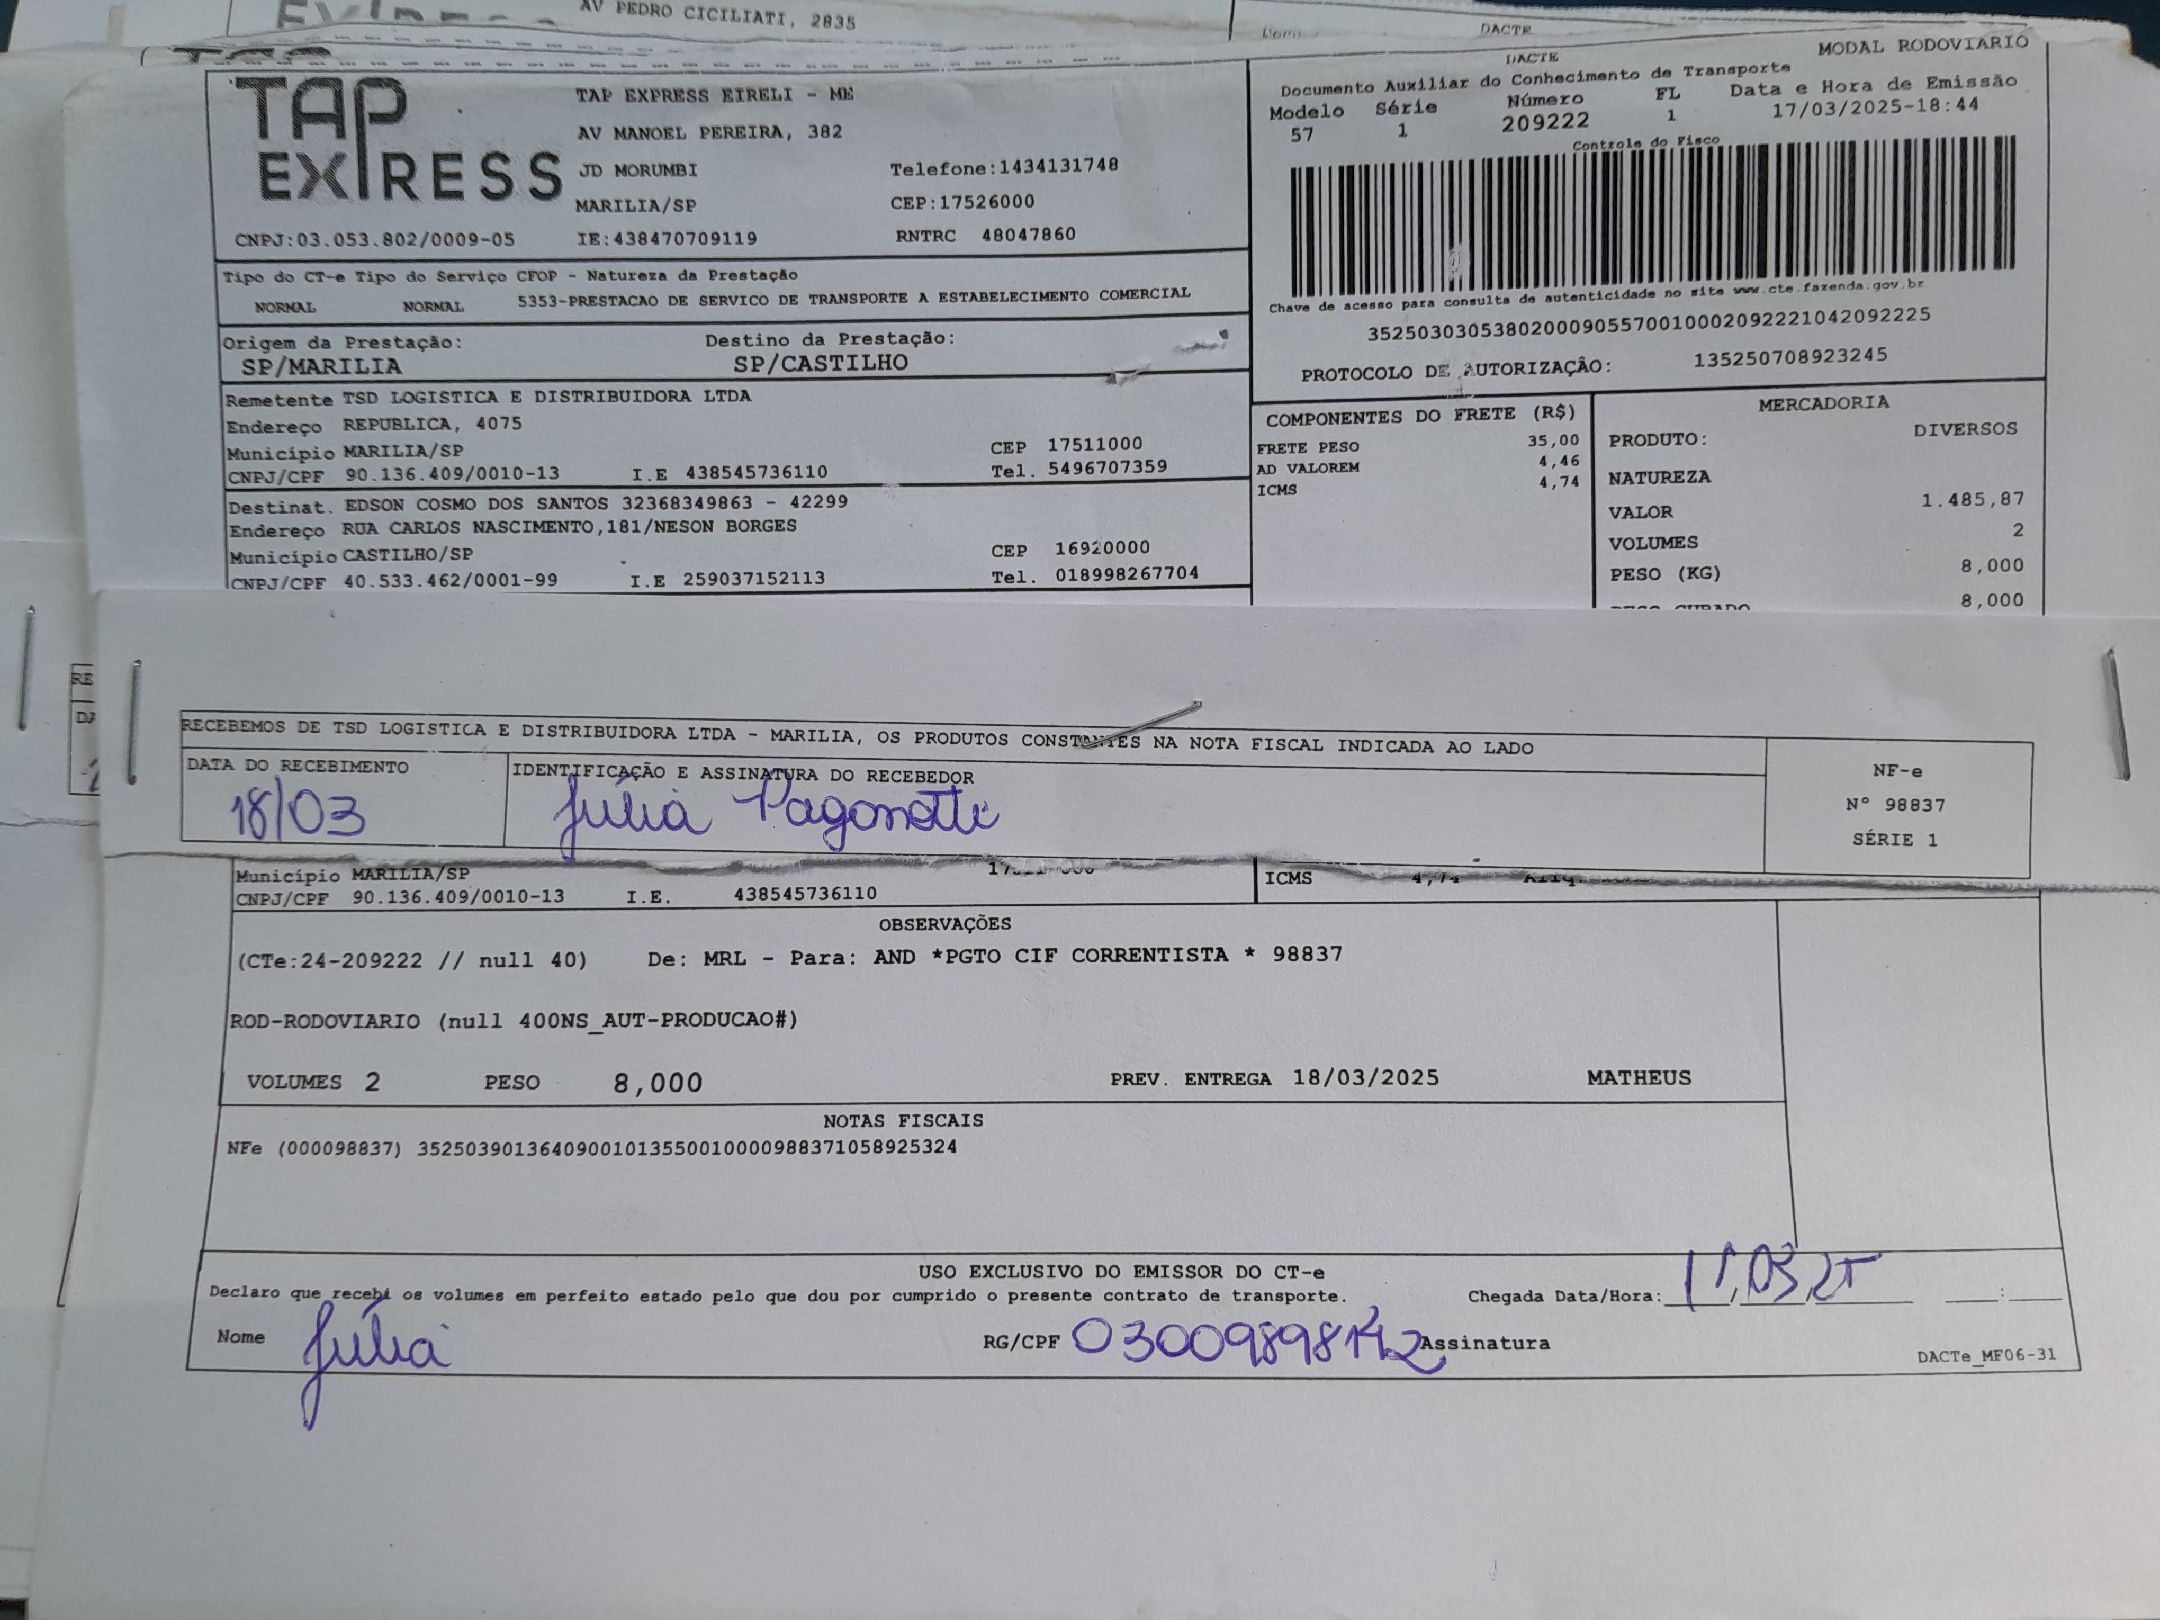 AV PEDRO CICILIATI, 2835
DACTE
TAP EXPRESS
TAP EXPRESS EIRELI - ME
AV MANOEL PEREIRA, 382
JD MORUMBI Telefone:1434131748
MARILIA/SP CEP:17526000
CNPJ:03.053.802/0009-05 IE:438470709119 RNTRC 48047860
DACTE MODAL RODOVIARIO
Documento Auxiliar do Conhecimento de Transporte
Modelo Série Número FL Data e Hora de Emissão
57 1 209222 1 17/03/2025-18:44
Controle do Fisco
Chave de acesso para consulta de autenticidade no site www.cte.fazenda.gov.br
35250303053802000905570010002092221042092225
PROTOCOLO DE AUTORIZAÇÃO: 135250708923245
Tipo do CT-e Tipo do Serviço CFOP - Natureza da Prestação
NORMAL NORMAL 5353-PRESTACAO DE SERVICO DE TRANSPORTE A ESTABELECIMENTO COMERCIAL
Origem da Prestação: Destino da Prestação:
SP/MARILIA SP/CASTILHO
Remetente TSD LOGISTICA E DISTRIBUIDORA LTDA
Endereço REPUBLICA, 4075
Município MARILIA/SP CEP 17511000
CNPJ/CPF 90.136.409/0010-13 I.E 438545736110 Tel. 5496707359
Destinat. EDSON COSMO DOS SANTOS 32368349863 - 42299
Endereço RUA CARLOS NASCIMENTO,181/NESON BORGES
Município CASTILHO/SP CEP 16920000
CNPJ/CPF 40.533.462/0001-99 I.E 259037152113 Tel. 018998267704
COMPONENTES DO FRETE (R$)
FRETE PESO 35,00
AD VALOREM 4,46
ICMS 4,74
MERCADORIA
PRODUTO: DIVERSOS
NATUREZA
VALOR 1.485,87
VOLUMES 2
PESO (KG) 8,000
8,000
RECEBEMOS DE TSD LOGISTICA E DISTRIBUIDORA LTDA - MARILIA, OS PRODUTOS CONSTANTES NA NOTA FISCAL INDICADA AO LADO
DATA DO RECEBIMENTO IDENTIFICAÇÃO E ASSINATURA DO RECEBEDOR
18/03 Júlia
NF-e
Nº 98837
SÉRIE 1
Município MARILIA/SP
CNPJ/CPF 90.136.409/0010-13 I.E. 438545736110
ICMS 4,74
OBSERVAÇÕES
(CTe:24-209222 // null 40) De: MRL - Para: AND *PGTO CIF CORRENTISTA * 98837
ROD-RODOVIARIO (null 400NS_AUT-PRODUCAO#)
VOLUMES 2 PESO 8,000 PREV. ENTREGA 18/03/2025 MATHEUS
NOTAS FISCAIS
NFe (000098837) 35250390136409001013550010000988371058925324
USO EXCLUSIVO DO EMISSOR DO CT-e
Declaro que recebi os volumes em perfeito estado pelo que dou por cumprido o presente contrato de transporte. Chegada Data/Hora:
Nome Júlia RG/CPF Assinatura
DACTe_MF06-31